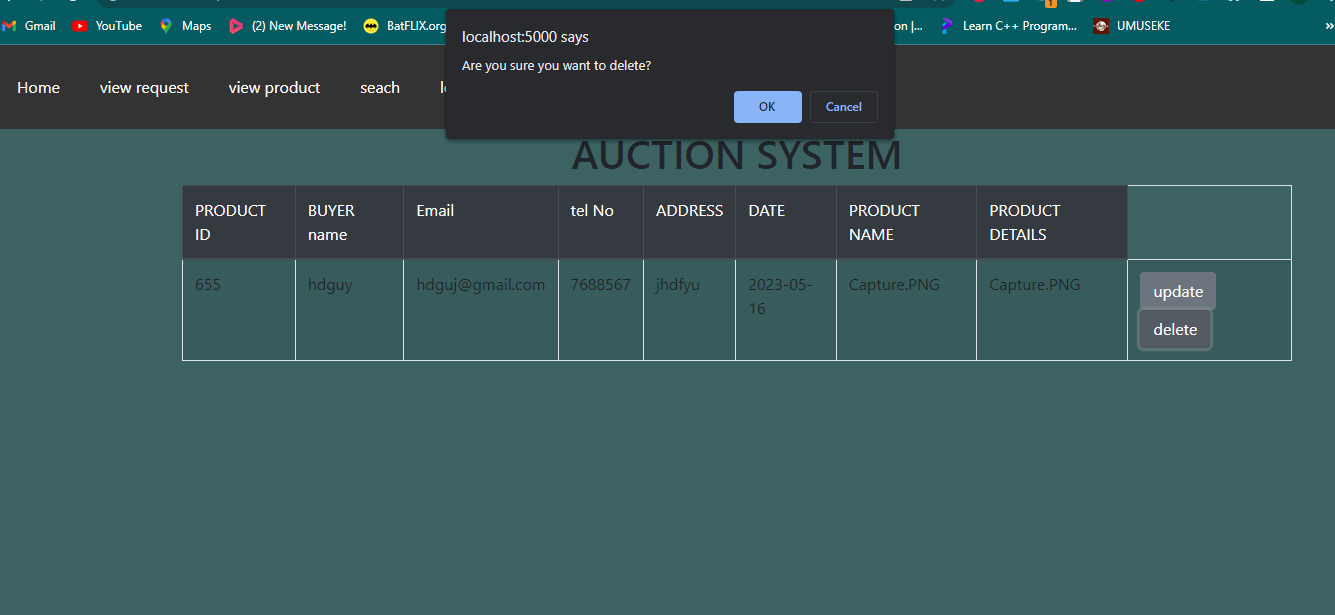 Gmail
YouTube
Maps
(2) New Message!
BatFLIX.org
on |...
Learn C++ Program...
UMUSEKE
»
localhost:5000 says
Are you sure you want to delete?
OK
Cancel
Home
view request
view product
seach
AUCTION SYSTEM
PRODUCT ID
BUYER name
Email
tel No
ADDRESS
DATE
PRODUCT NAME
PRODUCT DETAILS
655
hdguy
hdguj@gmail.com
7688567
jhdfyu
2023-05-16
Capture.PNG
Capture.PNG
update
delete